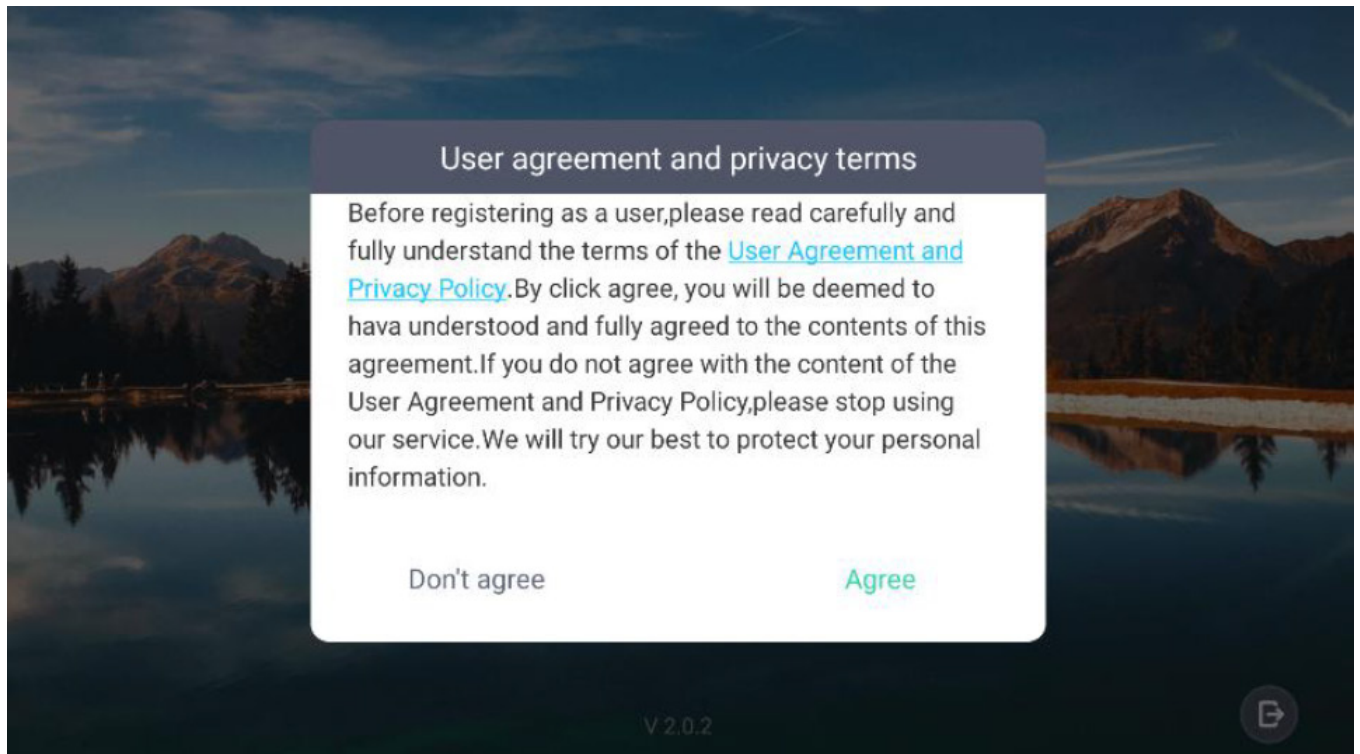 User agreement and privacy terms
Before registering as a user,please read carefully and
fully understand the terms of the User Agreement and
Privacy Policy.By click agree, you will be deemed to
hava understood and fully agreed to the contents of this
agreement.If you do not agree with the content of the
User Agreement and Privacy Policy,please stop using
our service.We will try our best to protect your personal
information.
Don't agree
Agree
V 2.0.2